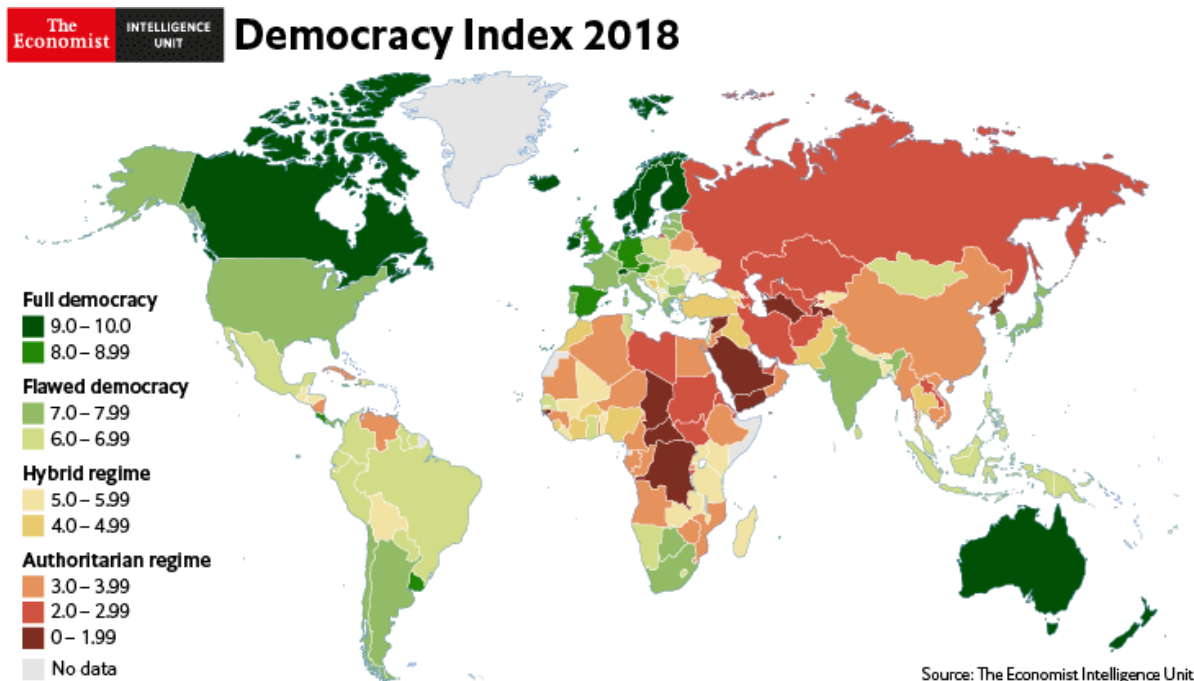 The
Economist
INTELLIGENCE
UNIT
Democracy Index 2018
Full democracy
9.0 – 10.0
8.0 – 8.99
Flawed democracy
7.0 – 7.99
6.0 – 6.99
Hybrid regime
5.0 – 5.99
4.0 – 4.99
Authoritarian regime
3.0 – 3.99
2.0 – 2.99
0 – 1.99
No data
Source: The Economist Intelligence Unit